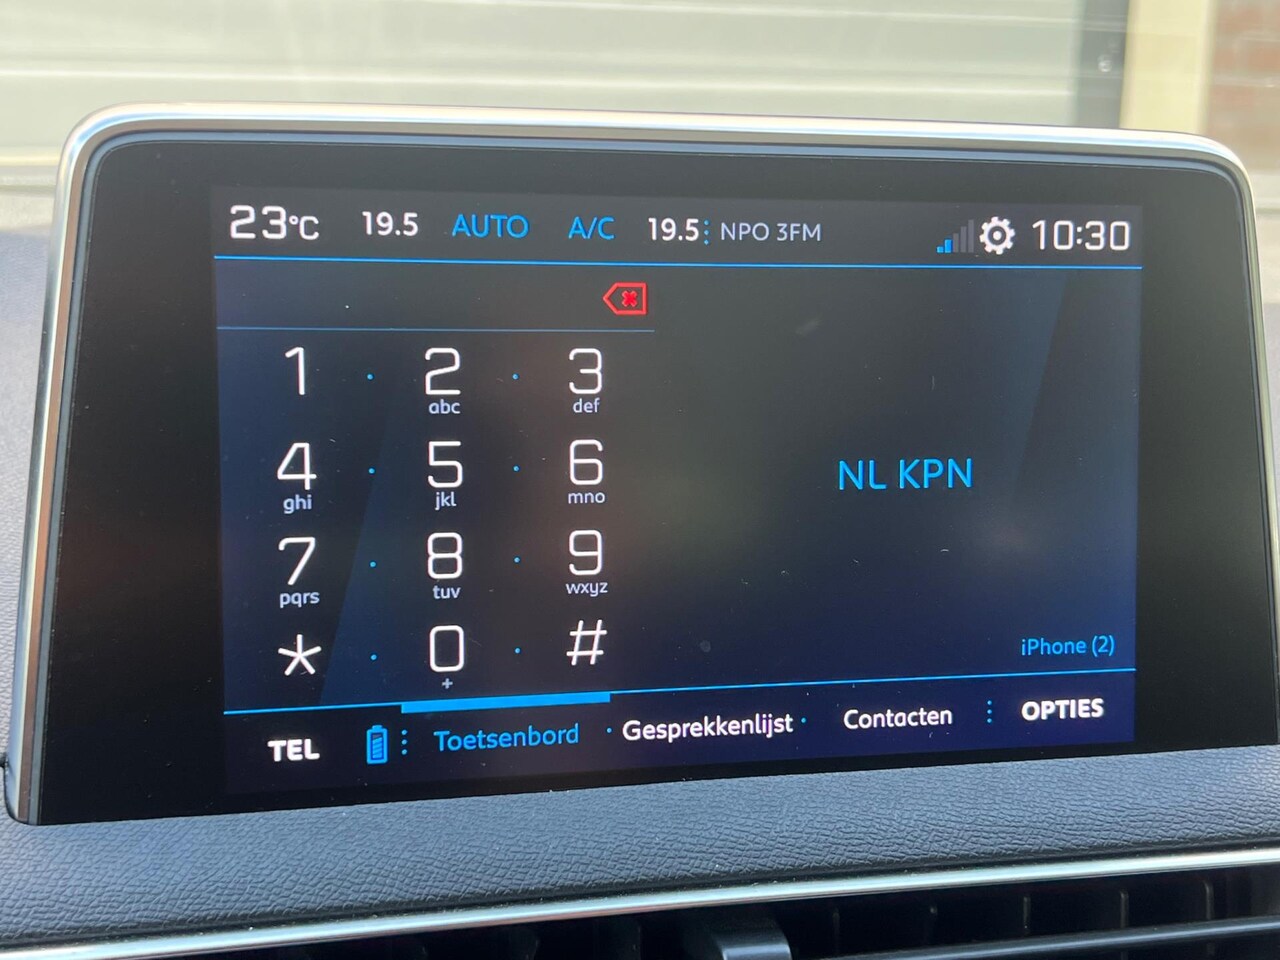 23°C 19.5 AUTO A/C 19.5 NPO 3FM 10:30
1 2 3
abc def
4 5 6
ghi jkl mno
NL KPN
7 8 9
pqrs tuv wxyz
* 0 #
+
iPhone (2)
TEL Toetsenbord Gesprekkenlijst Contacten OPTIES